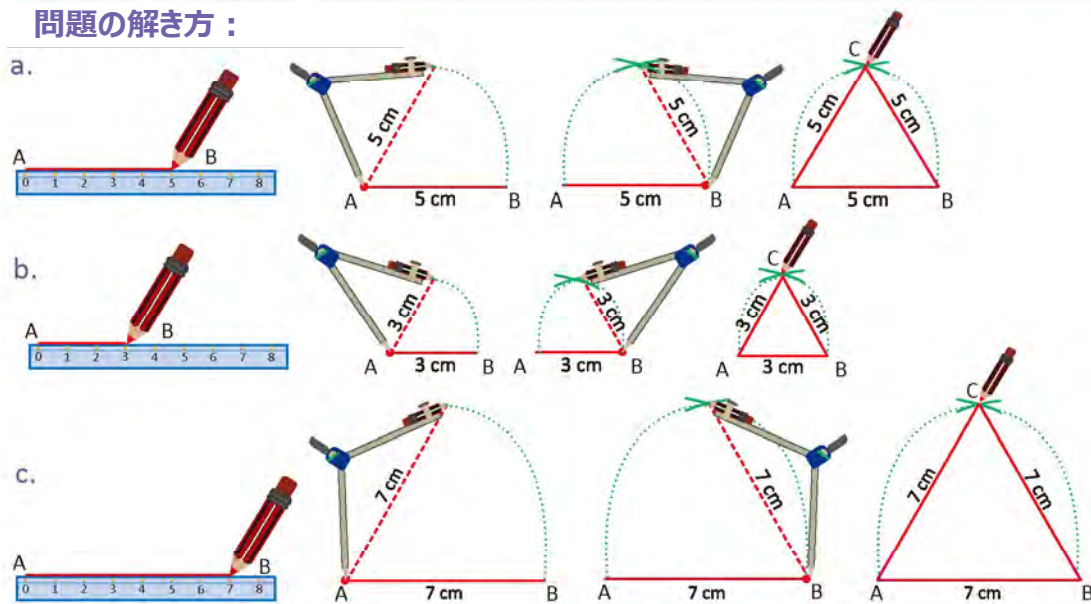 問題の解き方：
a.
A B
0 1 2 3 4 5 6 7 8
5 cm
A 5 cm B
5 cm
A 5 cm B
C
5 cm 5 cm
A 5 cm B
b.
A B
0 1 2 3 4 5 6 7 8
3 cm
A 3 cm B
3 cm
A 3 cm B
C
3 cm 3 cm
A 3 cm B
c.
A B
0 1 2 3 4 5 6 7 8
7 cm
A 7 cm B
7 cm
A 7 cm B
C
7 cm 7 cm
A 7 cm B